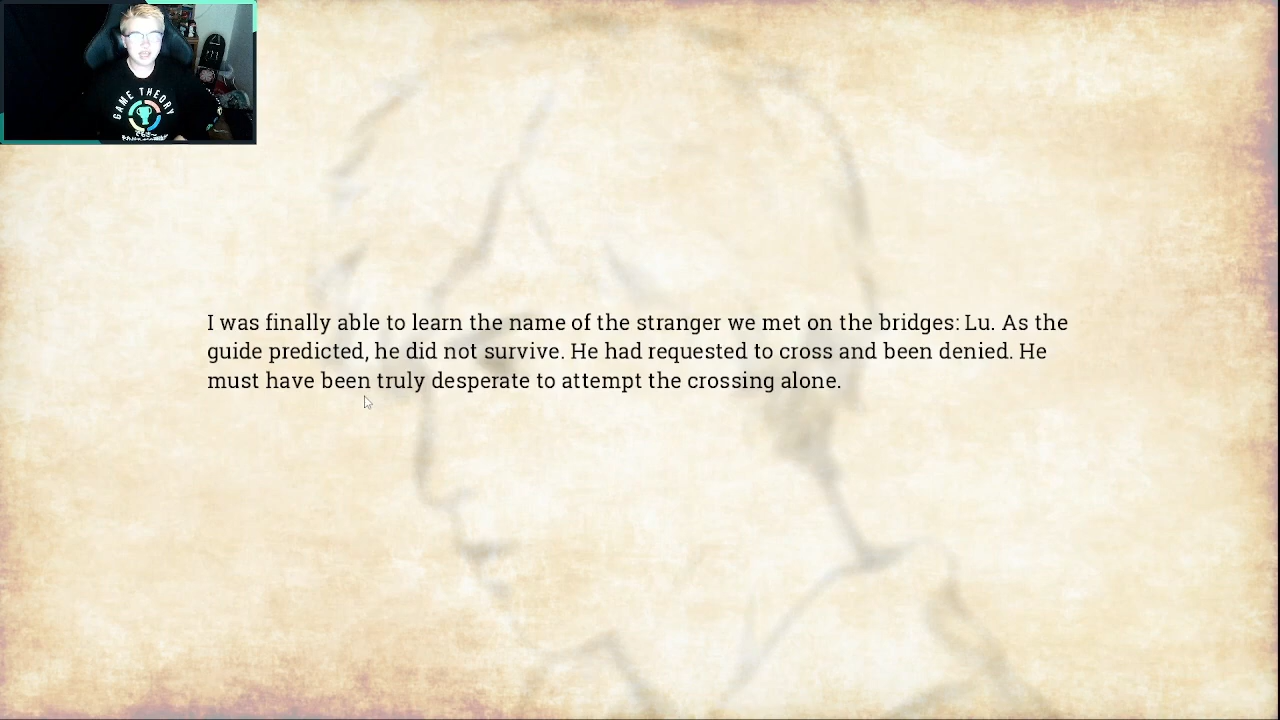 GAME THEORY
I was finally able to learn the name of the stranger we met on the bridges: Lu. As the
guide predicted, he did not survive. He had requested to cross and been denied. He
must have been truly desperate to attempt the crossing alone.